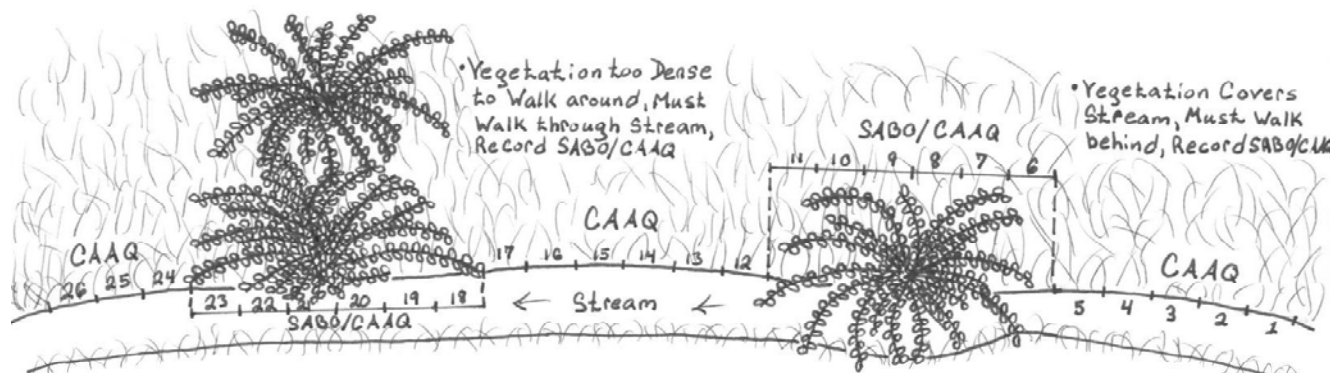 •Vegetation too Dense
to Walk around, Must
Walk through Stream,
Record SABO/CAAQ
•Vegetation Covers
Stream, Must Walk
behind, Record SABO/CAAQ
SABO/CAAQ
11 10 9 8 7 6
CAAQ
CAAQ
CAAQ
26 25 24
17 16 15 14 13 12
5 4 3 2 1
23 22 21 20 19 18
SABO/CAAQ
← Stream ←